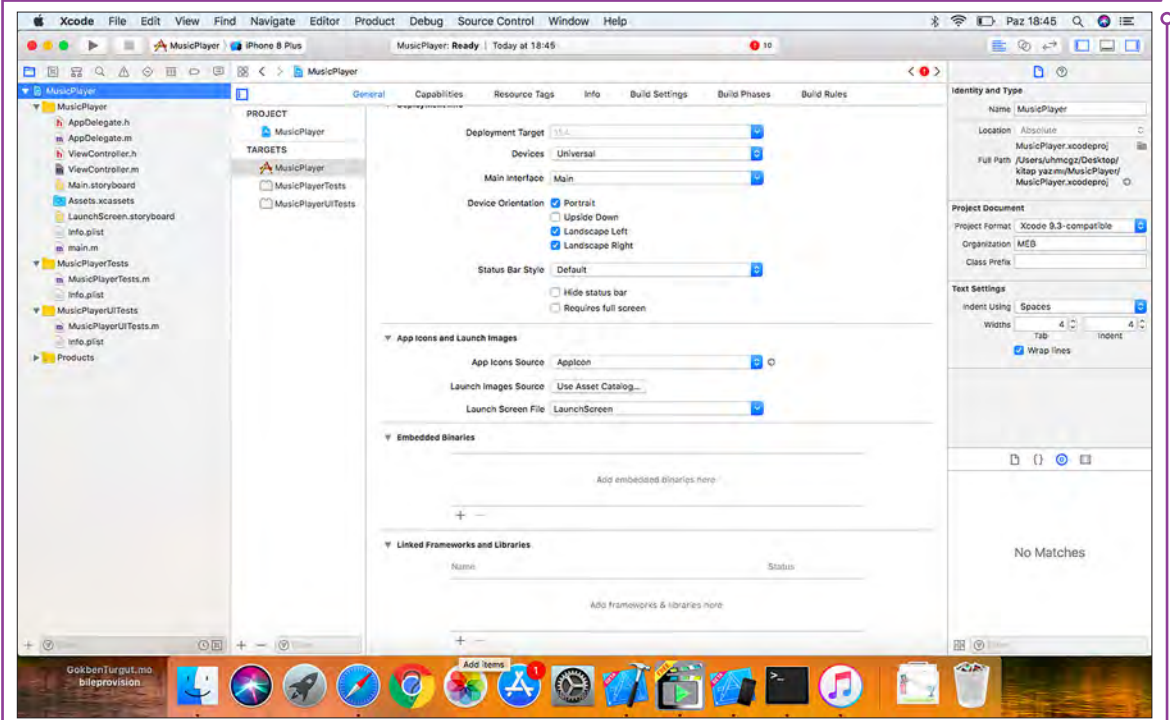 Xcode File Edit View Find Navigate Editor Product Debug Source Control Window Help Paz 18:45
MusicPlayer iPhone 8 Plus MusicPlayer: Ready | Today at 18:45 10
MusicPlayer
MusicPlayer
MusicPlayer
AppDelegate.h
AppDelegate.m
ViewController.h
ViewController.m
Main.storyboard
Assets.xcassets
LaunchScreen.storyboard
Info.plist
main.m
MusicPlayerTests
MusicPlayerTests.m
Info.plist
MusicPlayerUITests
MusicPlayerUITests.m
Info.plist
Products
General Capabilities Resource Tags Info Build Settings Build Phases Build Rules
PROJECT
MusicPlayer
TARGETS
MusicPlayer
MusicPlayerTests
MusicPlayerUITests
Deployment Target
Devices Universal
Main Interface Main
Device Orientation Portrait
Upside Down
Landscape Left
Landscape Right
Status Bar Style Default
Hide status bar
Requires full screen
App Icons and Launch Images
App Icons Source AppIcon
Launch Images Source Use Asset Catalog...
Launch Screen File LaunchScreen
Embedded Binaries
Add embedded binaries here
Linked Frameworks and Libraries
Name Status
Add frameworks & libraries here
Identity and Type
Name MusicPlayer
Location Absolute
MusicPlayer.xcodeproj
Full Path /Users/uhmcgz/Desktop/
kitap yazımı/MusicPlayer/
MusicPlayer.xcodeproj
Project Document
Project Format Xcode 9.3-compatible
Organization MEB
Class Prefix
Text Settings
Indent Using Spaces
Widths 4 4
Tab Indent
Wrap lines
No Matches
Add items
GokbenTurgut.mo
bileprovision
1